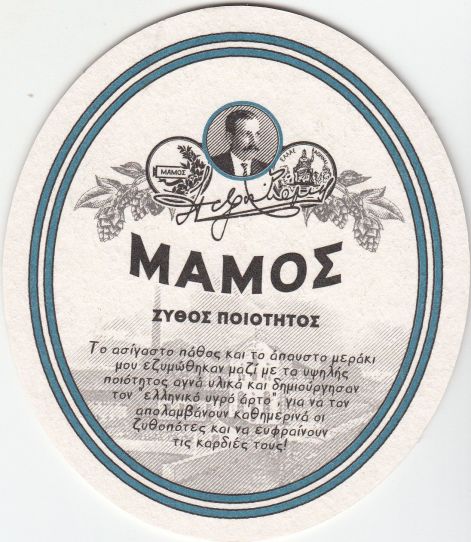 ΜΑΜΟΣ
ΕΛΛΑΣ
ΜΑΜΟΣ
ΖΥΘΟΣ ΠΟΙΟΤΗΤΟΣ
Το ασίγαστο πάθος και το άπαυστο μεράκι
μου εζυμώθηκαν μαζί με τα υψηλής
ποιότητος αγνά υλικά και δημιούργησαν
τον "ελληνικό υγρό άρτο", για να τον
απολαμβάνουν καθημερινά οι
ζυθοπότες και να ευφραίνουν
τις καρδιές τους!